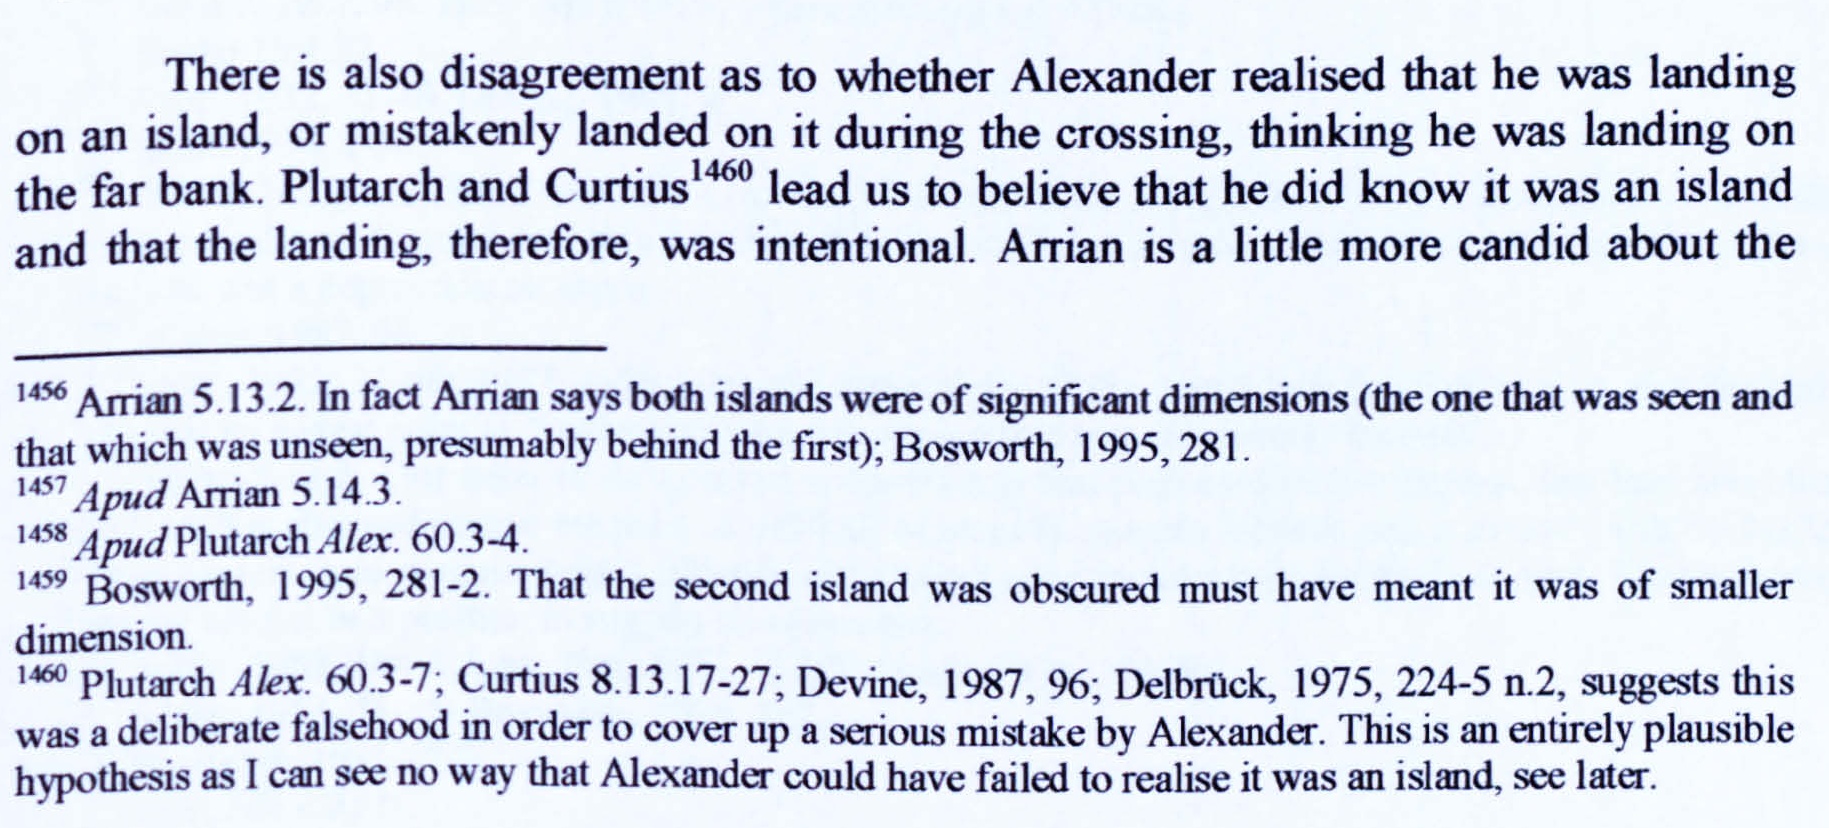 There is also disagreement as to whether Alexander realised that he was landing
on an island, or mistakenly landed on it during the crossing, thinking he was landing on
the far bank. Plutarch and Curtius1460 lead us to believe that he did know it was an island
and that the landing, therefore, was intentional. Arrian is a little more candid about the
1456 Arrian 5.13.2. In fact Arrian says both islands were of significant dimensions (the one that was seen and
that which was unseen, presumably behind the first); Bosworth, 1995, 281.
1457 Apud Arrian 5.14.3.
1458 Apud Plutarch Alex. 60.3-4.
1459 Bosworth, 1995, 281-2. That the second island was obscured must have meant it was of smaller
dimension.
1460 Plutarch Alex. 60.3-7; Curtius 8.13.17-27; Devine, 1987, 96; Delbrück, 1975, 224-5 n.2, suggests this
was a deliberate falsehood in order to cover up a serious mistake by Alexander. This is an entirely plausible
hypothesis as I can see no way that Alexander could have failed to realise it was an island, see later.